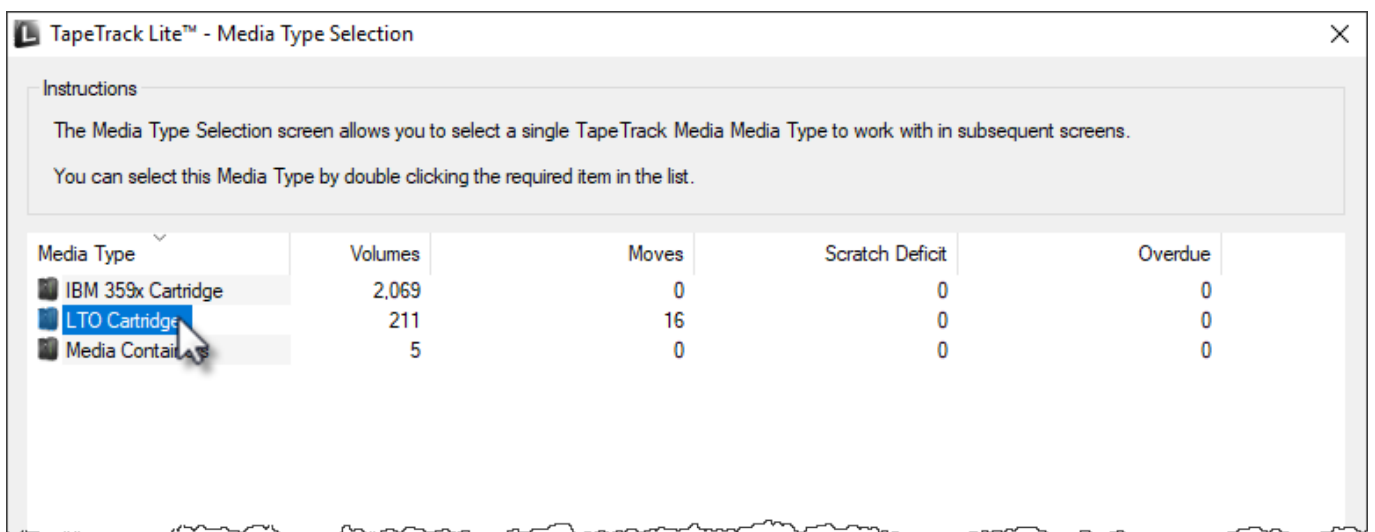 TapeTrack Lite™ - Media Type Selection
Instructions
The Media Type Selection screen allows you to select a single TapeTrack Media Media Type to work with in subsequent screens.
You can select this Media Type by double clicking the required item in the list.
Media Type Volumes Moves Scratch Deficit Overdue
IBM 359x Cartridge 2,069 0 0 0
LTO Cartridge 211 16 0 0
Media Containers 5 0 0 0